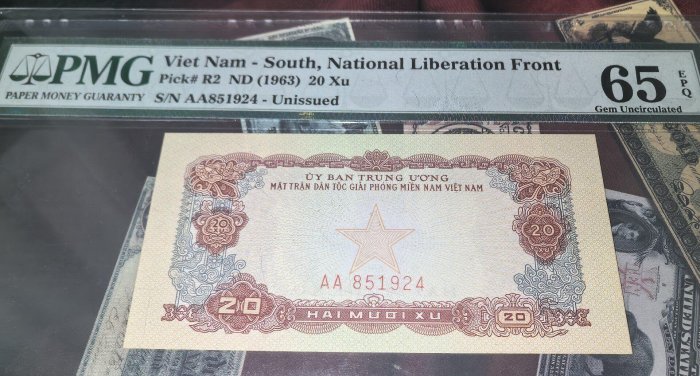 PMG
PAPER MONEY GUARANTY
Viet Nam - South, National Liberation Front
Pick# R2 ND (1963) 20 Xu
S/N AA851924 - Unissued
65
EPQ
Gem Uncirculated
ỦY BAN TRUNG ƯƠNG
MẶT TRẬN DÂN TỘC GIẢI PHÓNG MIỀN NAM VIỆT NAM
20
XU
20
XU
AA 851924
20
HAI MƯƠI XU
20